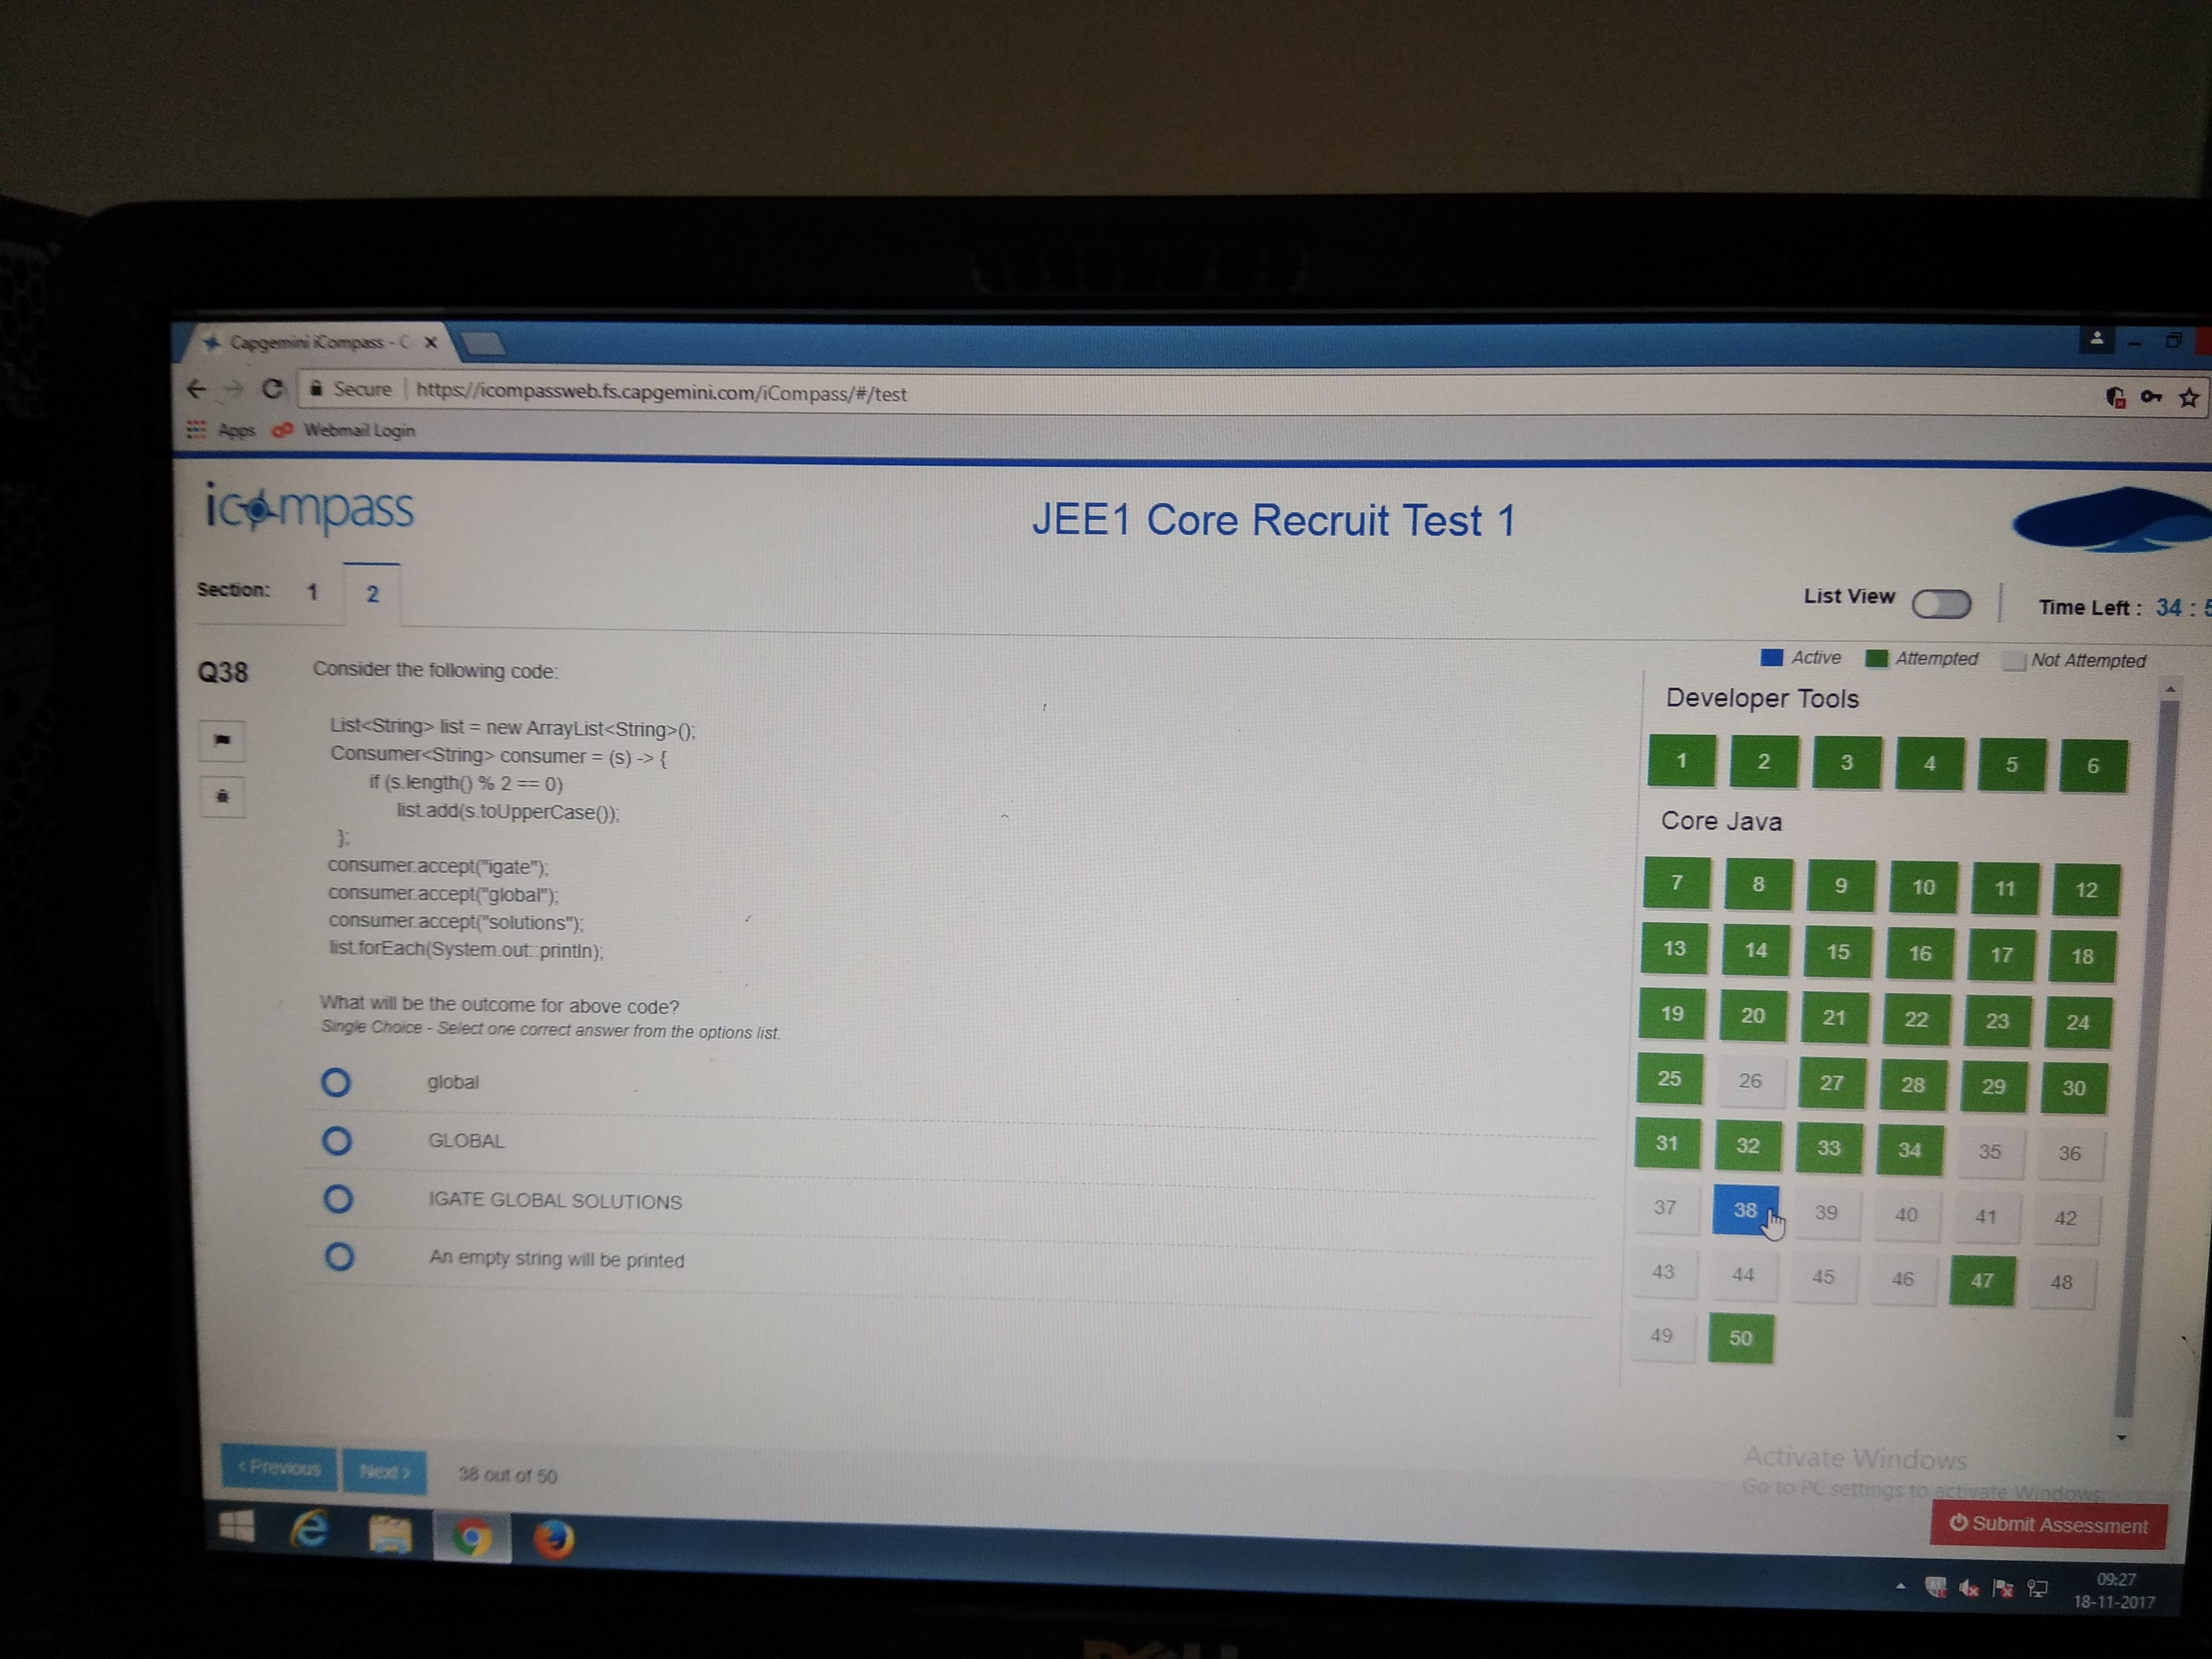 Capgemini iCompass - C
Secure https://icompassweb.fs.capgemini.com/iCompass/#/test
Apps Webmail Login
icompass
JEE1 Core Recruit Test 1
Section: 1 2
List View
Time Left : 34 : 5
Active Attempted Not Attempted
Q38
Consider the following code:
List<String> list = new ArrayList<String>();
Consumer<String> consumer = (s) -> {
if (s.length() % 2 == 0)
list.add(s.toUpperCase());
};
consumer.accept("igate");
consumer.accept("global");
consumer.accept("solutions");
list.forEach(System.out::println);
What will be the outcome for above code?
Single Choice - Select one correct answer from the options list.
global
GLOBAL
IGATE GLOBAL SOLUTIONS
An empty string will be printed
Developer Tools
1 2 3 4 5 6
Core Java
7 8 9 10 11 12
13 14 15 16 17 18
19 20 21 22 23 24
25 26 27 28 29 30
31 32 33 34 35 36
37 38 39 40 41 42
43 44 45 46 47 48
49 50
< Previous
Next >
38 out of 50
Activate Windows
Go to PC settings to activate Windows.
Submit Assessment
09:27
18-11-2017
DELL